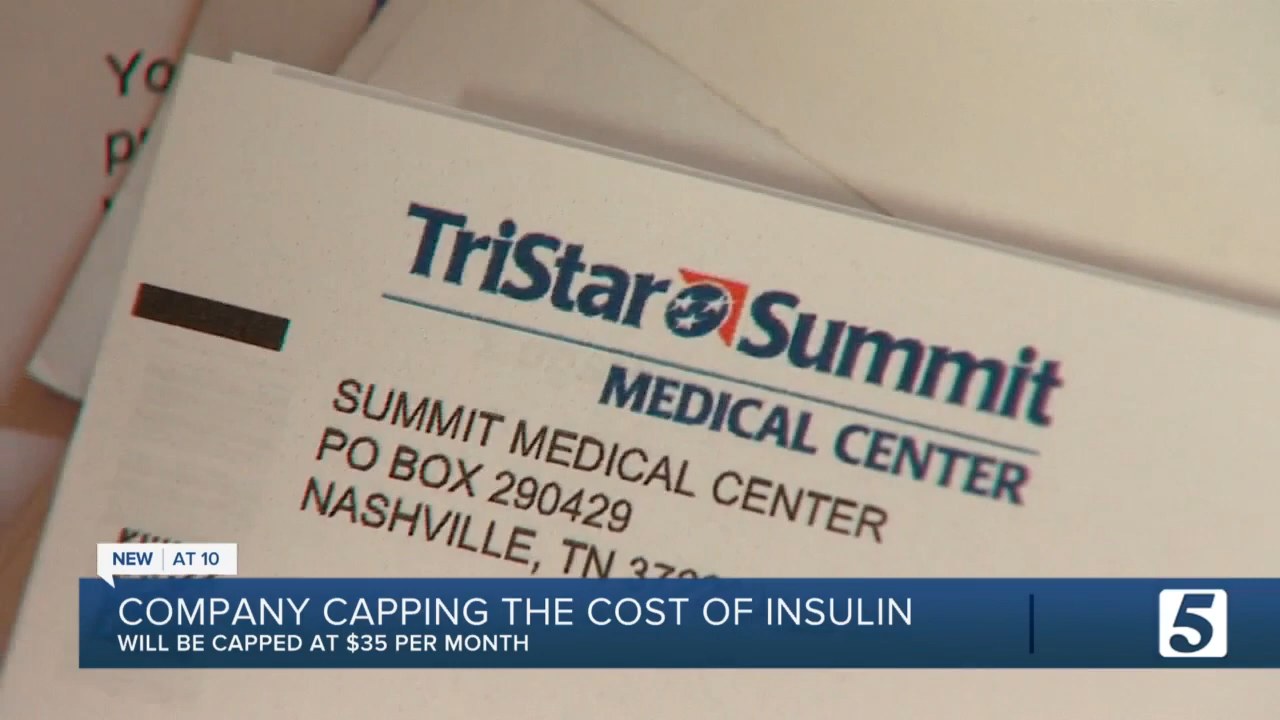 Yo
TriStar Summit
MEDICAL CENTER
SUMMIT MEDICAL CENTER
PO BOX 290429
NASHVILLE, TN
NEW AT 10
COMPANY CAPPING THE COST OF INSULIN
WILL BE CAPPED AT $35 PER MONTH
5